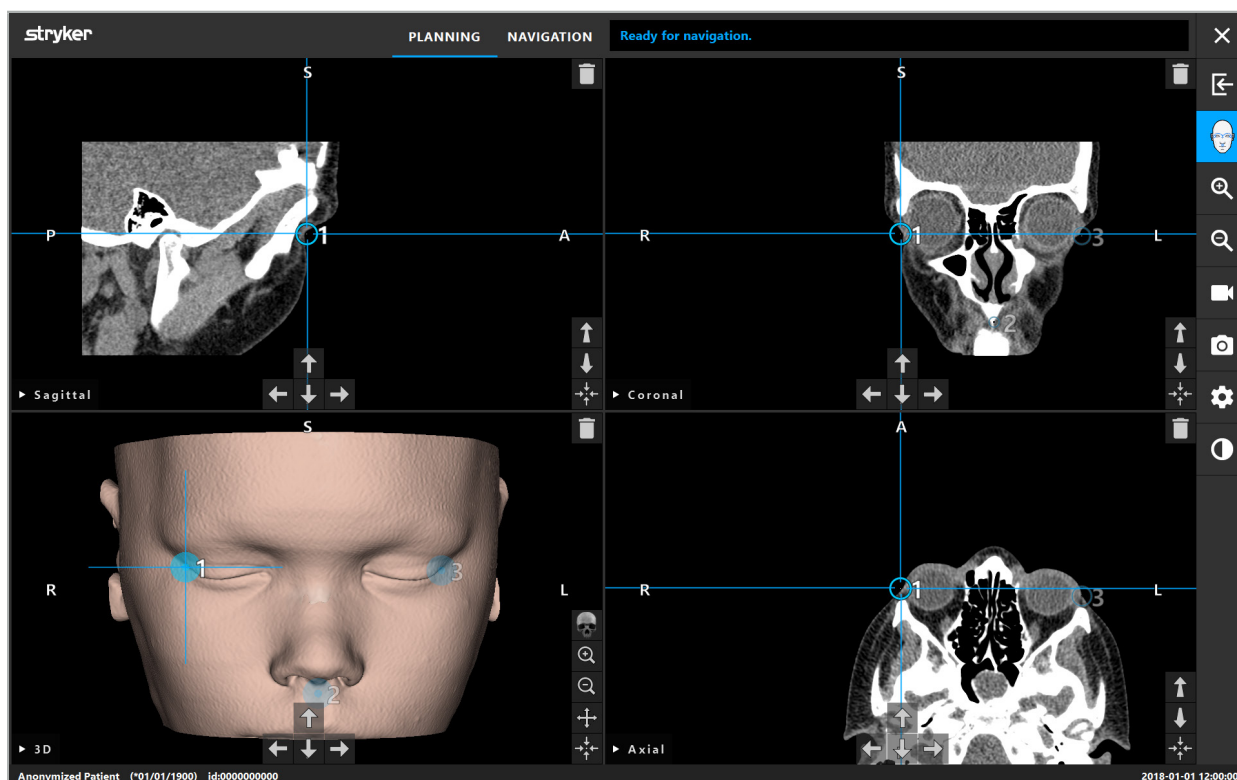 stryker
PLANNING NAVIGATION Ready for navigation.
S
P 1 A
Sagittal
S
R 1 3 L
2
Coronal
S
1 3
R L
2
3D
A
R 1 3 L
Axial
Anonymized Patient (*01/01/1900) id:0000000000 2018-01-01 12:00:00